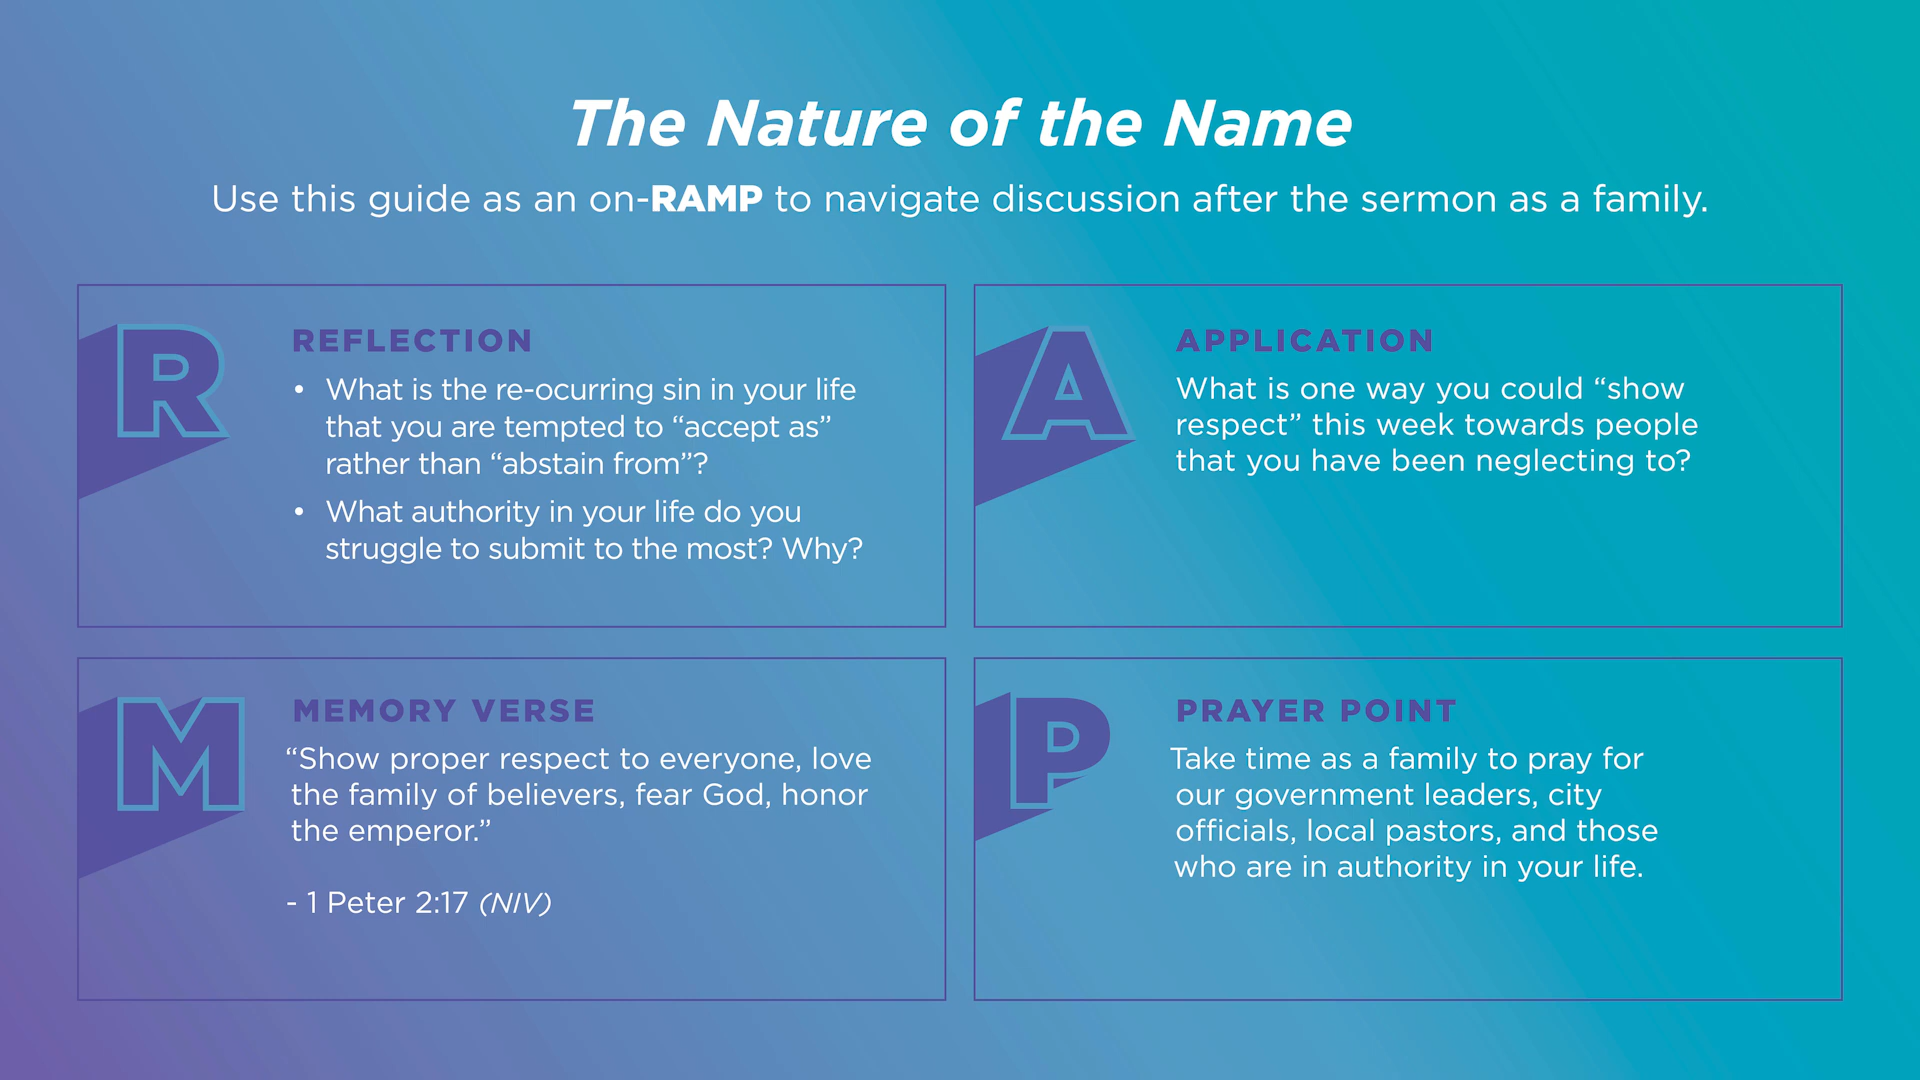 The Nature of the Name
Use this guide as an on-RAMP to navigate discussion after the sermon as a family.
R
REFLECTION
• What is the re-ocurring sin in your life
that you are tempted to “accept as”
rather than “abstain from”?
• What authority in your life do you
struggle to submit to the most? Why?
A
APPLICATION
What is one way you could “show
respect” this week towards people
that you have been neglecting to?
M
MEMORY VERSE
“Show proper respect to everyone, love
the family of believers, fear God, honor
the emperor.”
- 1 Peter 2:17 (NIV)
P
PRAYER POINT
Take time as a family to pray for
our government leaders, city
officials, local pastors, and those
who are in authority in your life.